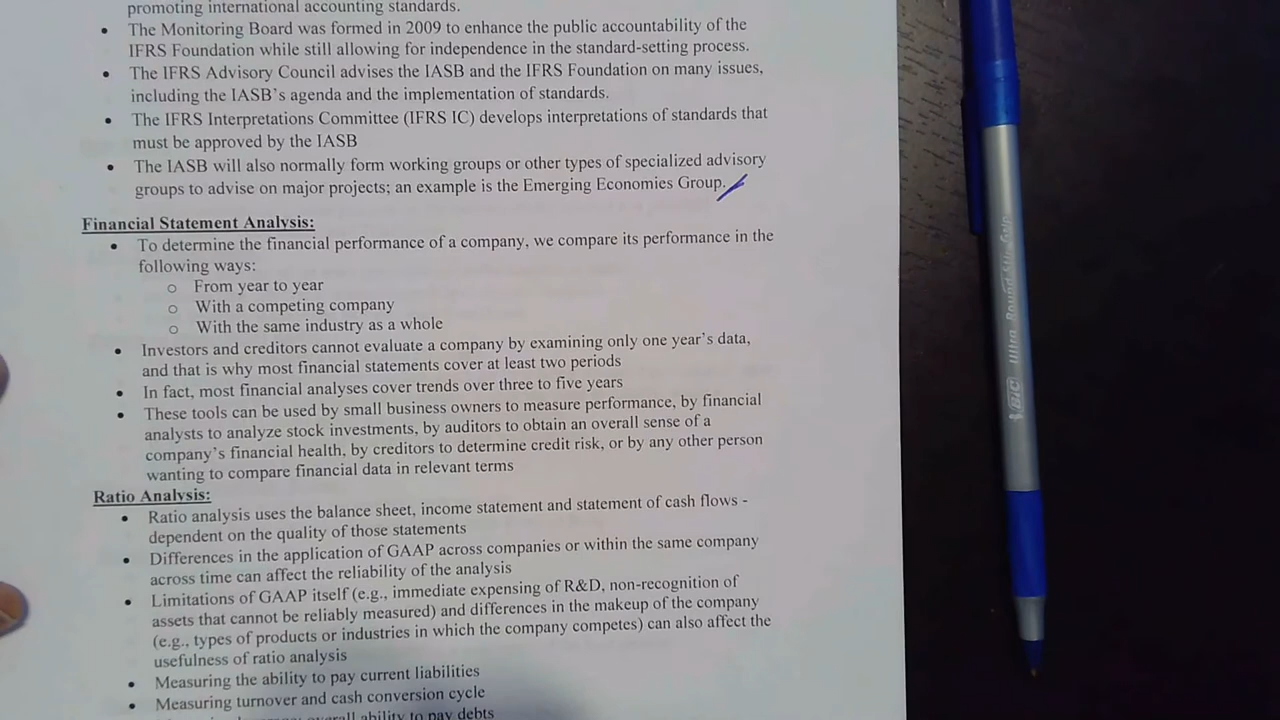 promoting international accounting standards.
• The Monitoring Board was formed in 2009 to enhance the public accountability of the
IFRS Foundation while still allowing for independence in the standard-setting process.
• The IFRS Advisory Council advises the IASB and the IFRS Foundation on many issues,
including the IASB's agenda and the implementation of standards.
• The IFRS Interpretations Committee (IFRS IC) develops interpretations of standards that
must be approved by the IASB
• The IASB will also normally form working groups or other types of specialized advisory
groups to advise on major projects; an example is the Emerging Economies Group.
Financial Statement Analysis:
• To determine the financial performance of a company, we compare its performance in the
following ways:
o From year to year
o With a competing company
o With the same industry as a whole
• Investors and creditors cannot evaluate a company by examining only one year's data,
and that is why most financial statements cover at least two periods
• In fact, most financial analyses cover trends over three to five years
• These tools can be used by small business owners to measure performance, by financial
analysts to analyze stock investments, by auditors to obtain an overall sense of a
company's financial health, by creditors to determine credit risk, or by any other person
wanting to compare financial data in relevant terms
Ratio Analysis:
• Ratio analysis uses the balance sheet, income statement and statement of cash flows -
dependent on the quality of those statements
• Differences in the application of GAAP across companies or within the same company
across time can affect the reliability of the analysis
• Limitations of GAAP itself (e.g., immediate expensing of R&D, non-recognition of
assets that cannot be reliably measured) and differences in the makeup of the company
(e.g., types of products or industries in which the company competes) can also affect the
usefulness of ratio analysis
• Measuring the ability to pay current liabilities
• Measuring turnover and cash conversion cycle
overall ability to pay debts
BIC Ultra Round Stic Grip